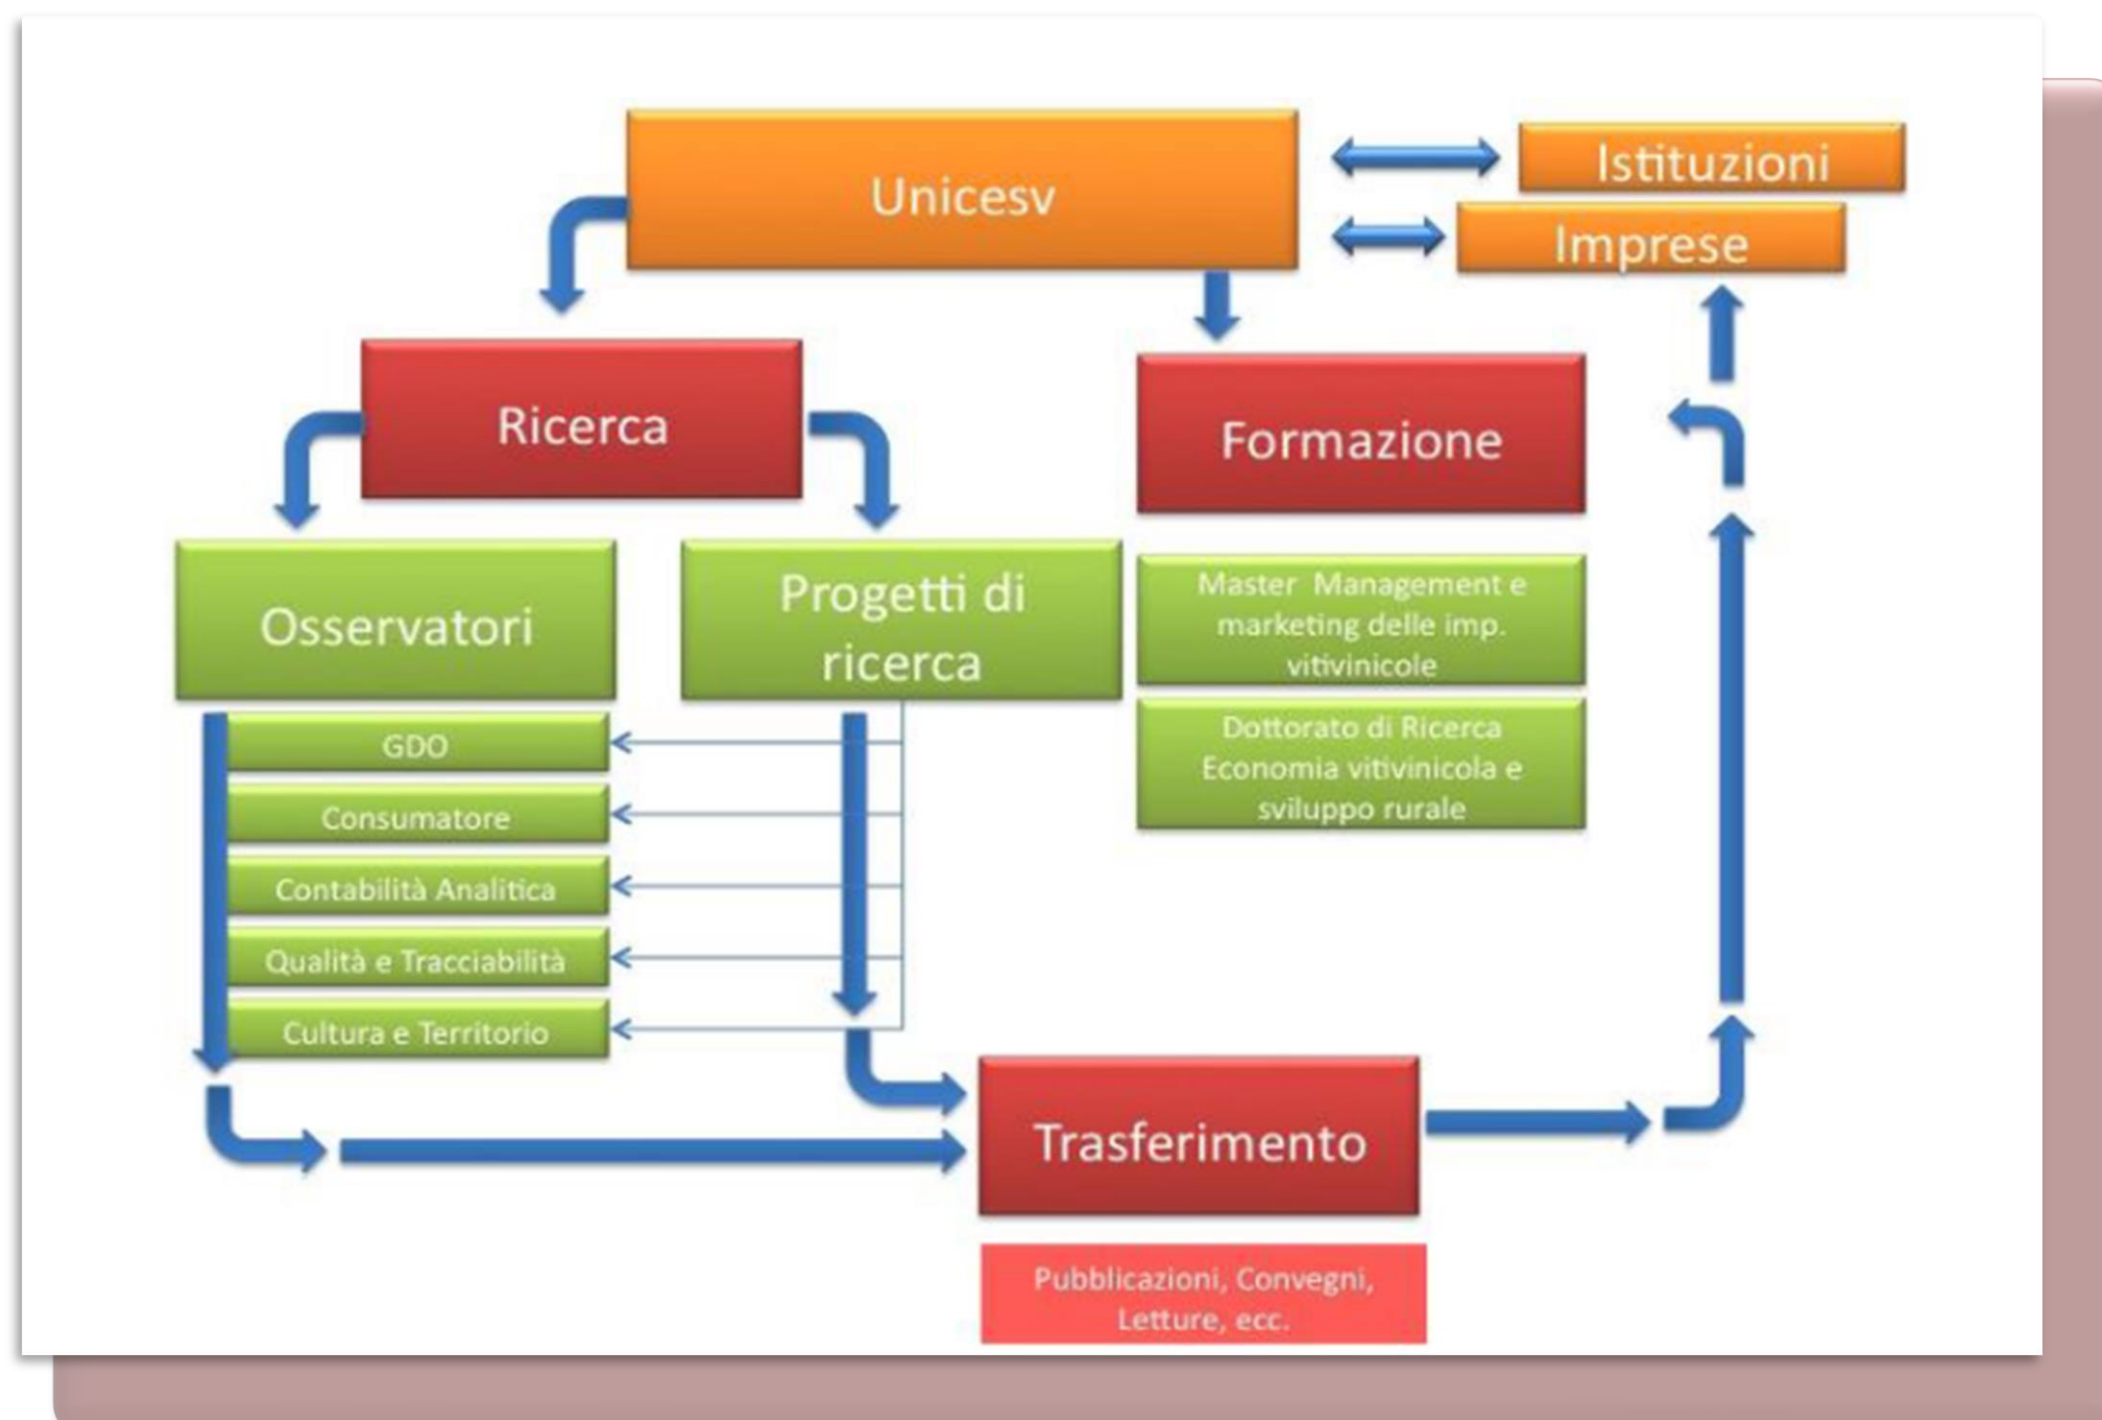 Unicesv
Istituzioni
Imprese
Ricerca
Formazione
Osservatori
Progetti di
ricerca
Master Management e
marketing delle imp.
vitivinicole
Dottorato di Ricerca
Economia vitivinicola e
sviluppo rurale
GDO
Consumatore
Contabilità Analitica
Qualità e Tracciabilità
Cultura e Territorio
Trasferimento
Pubblicazioni, Convegni,
Letture, ecc.